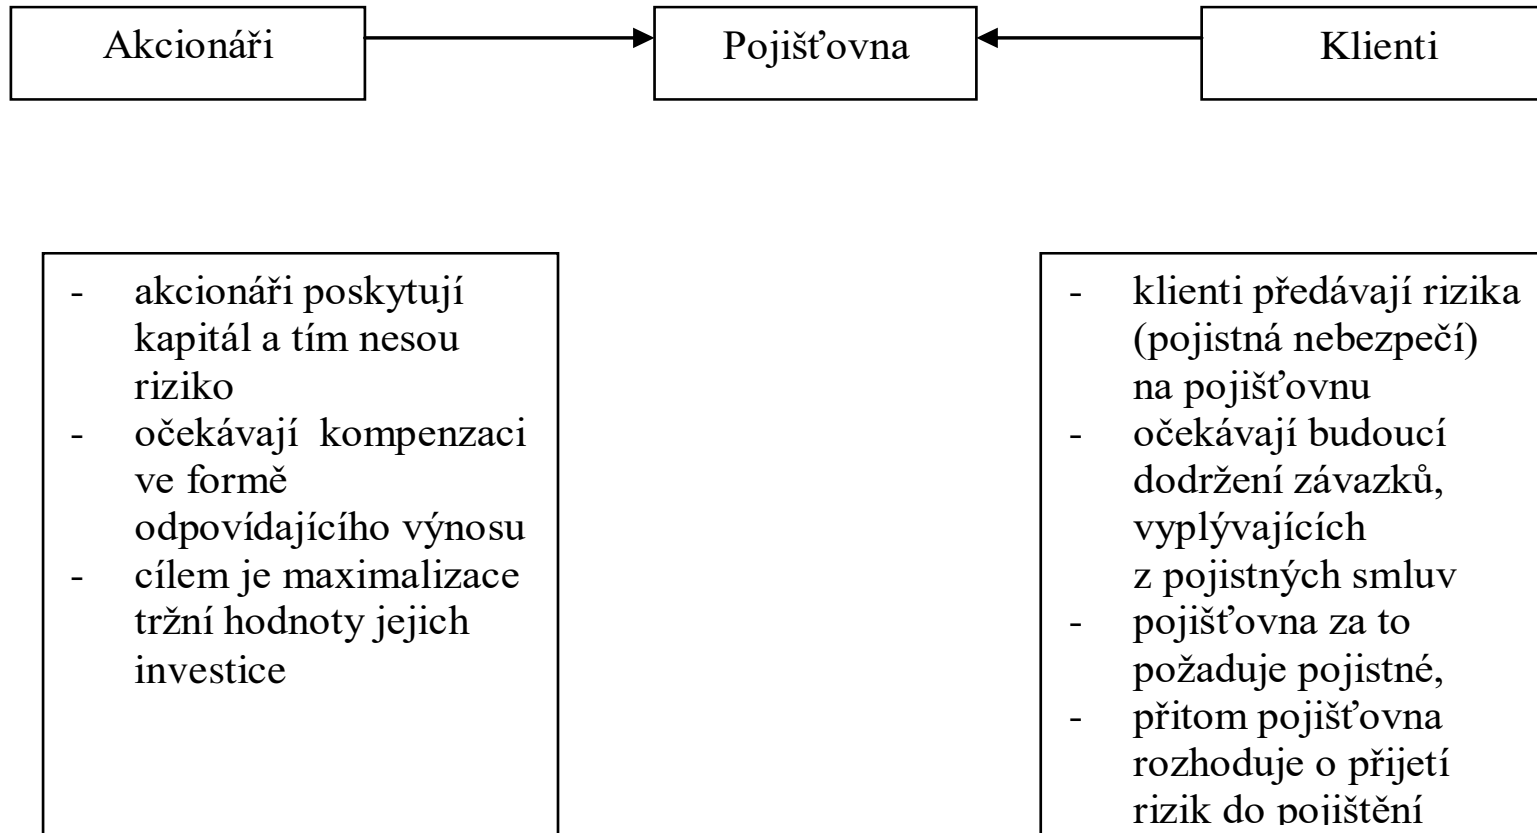 Akcionáři
Pojišťovna
Klienti
- akcionáři poskytují
kapitál a tím nesou
riziko
- očekávají kompenzaci
ve formě
odpovídajícího výnosu
- cílem je maximalizace
tržní hodnoty jejich
investice
- klienti předávají rizika
(pojistná nebezpečí)
na pojišťovnu
- očekávají budoucí
dodržení závazků,
vyplývajících
z pojistných smluv
- pojišťovna za to
požaduje pojistné,
- přitom pojišťovna
rozhoduje o přijetí
rizik do pojištění